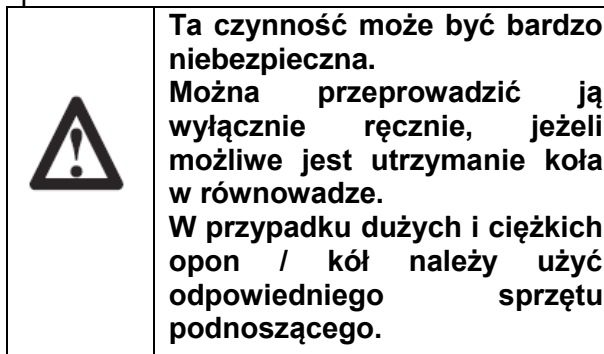 Ta czynność może być bardzo
niebezpieczna.
Można przeprowadzić ją
wyłącznie ręcznie, jeżeli
możliwe jest utrzymanie koła
w równowadze.
W przypadku dużych i ciężkich
opon / kół należy użyć
odpowiedniego sprzętu
podnoszącego.